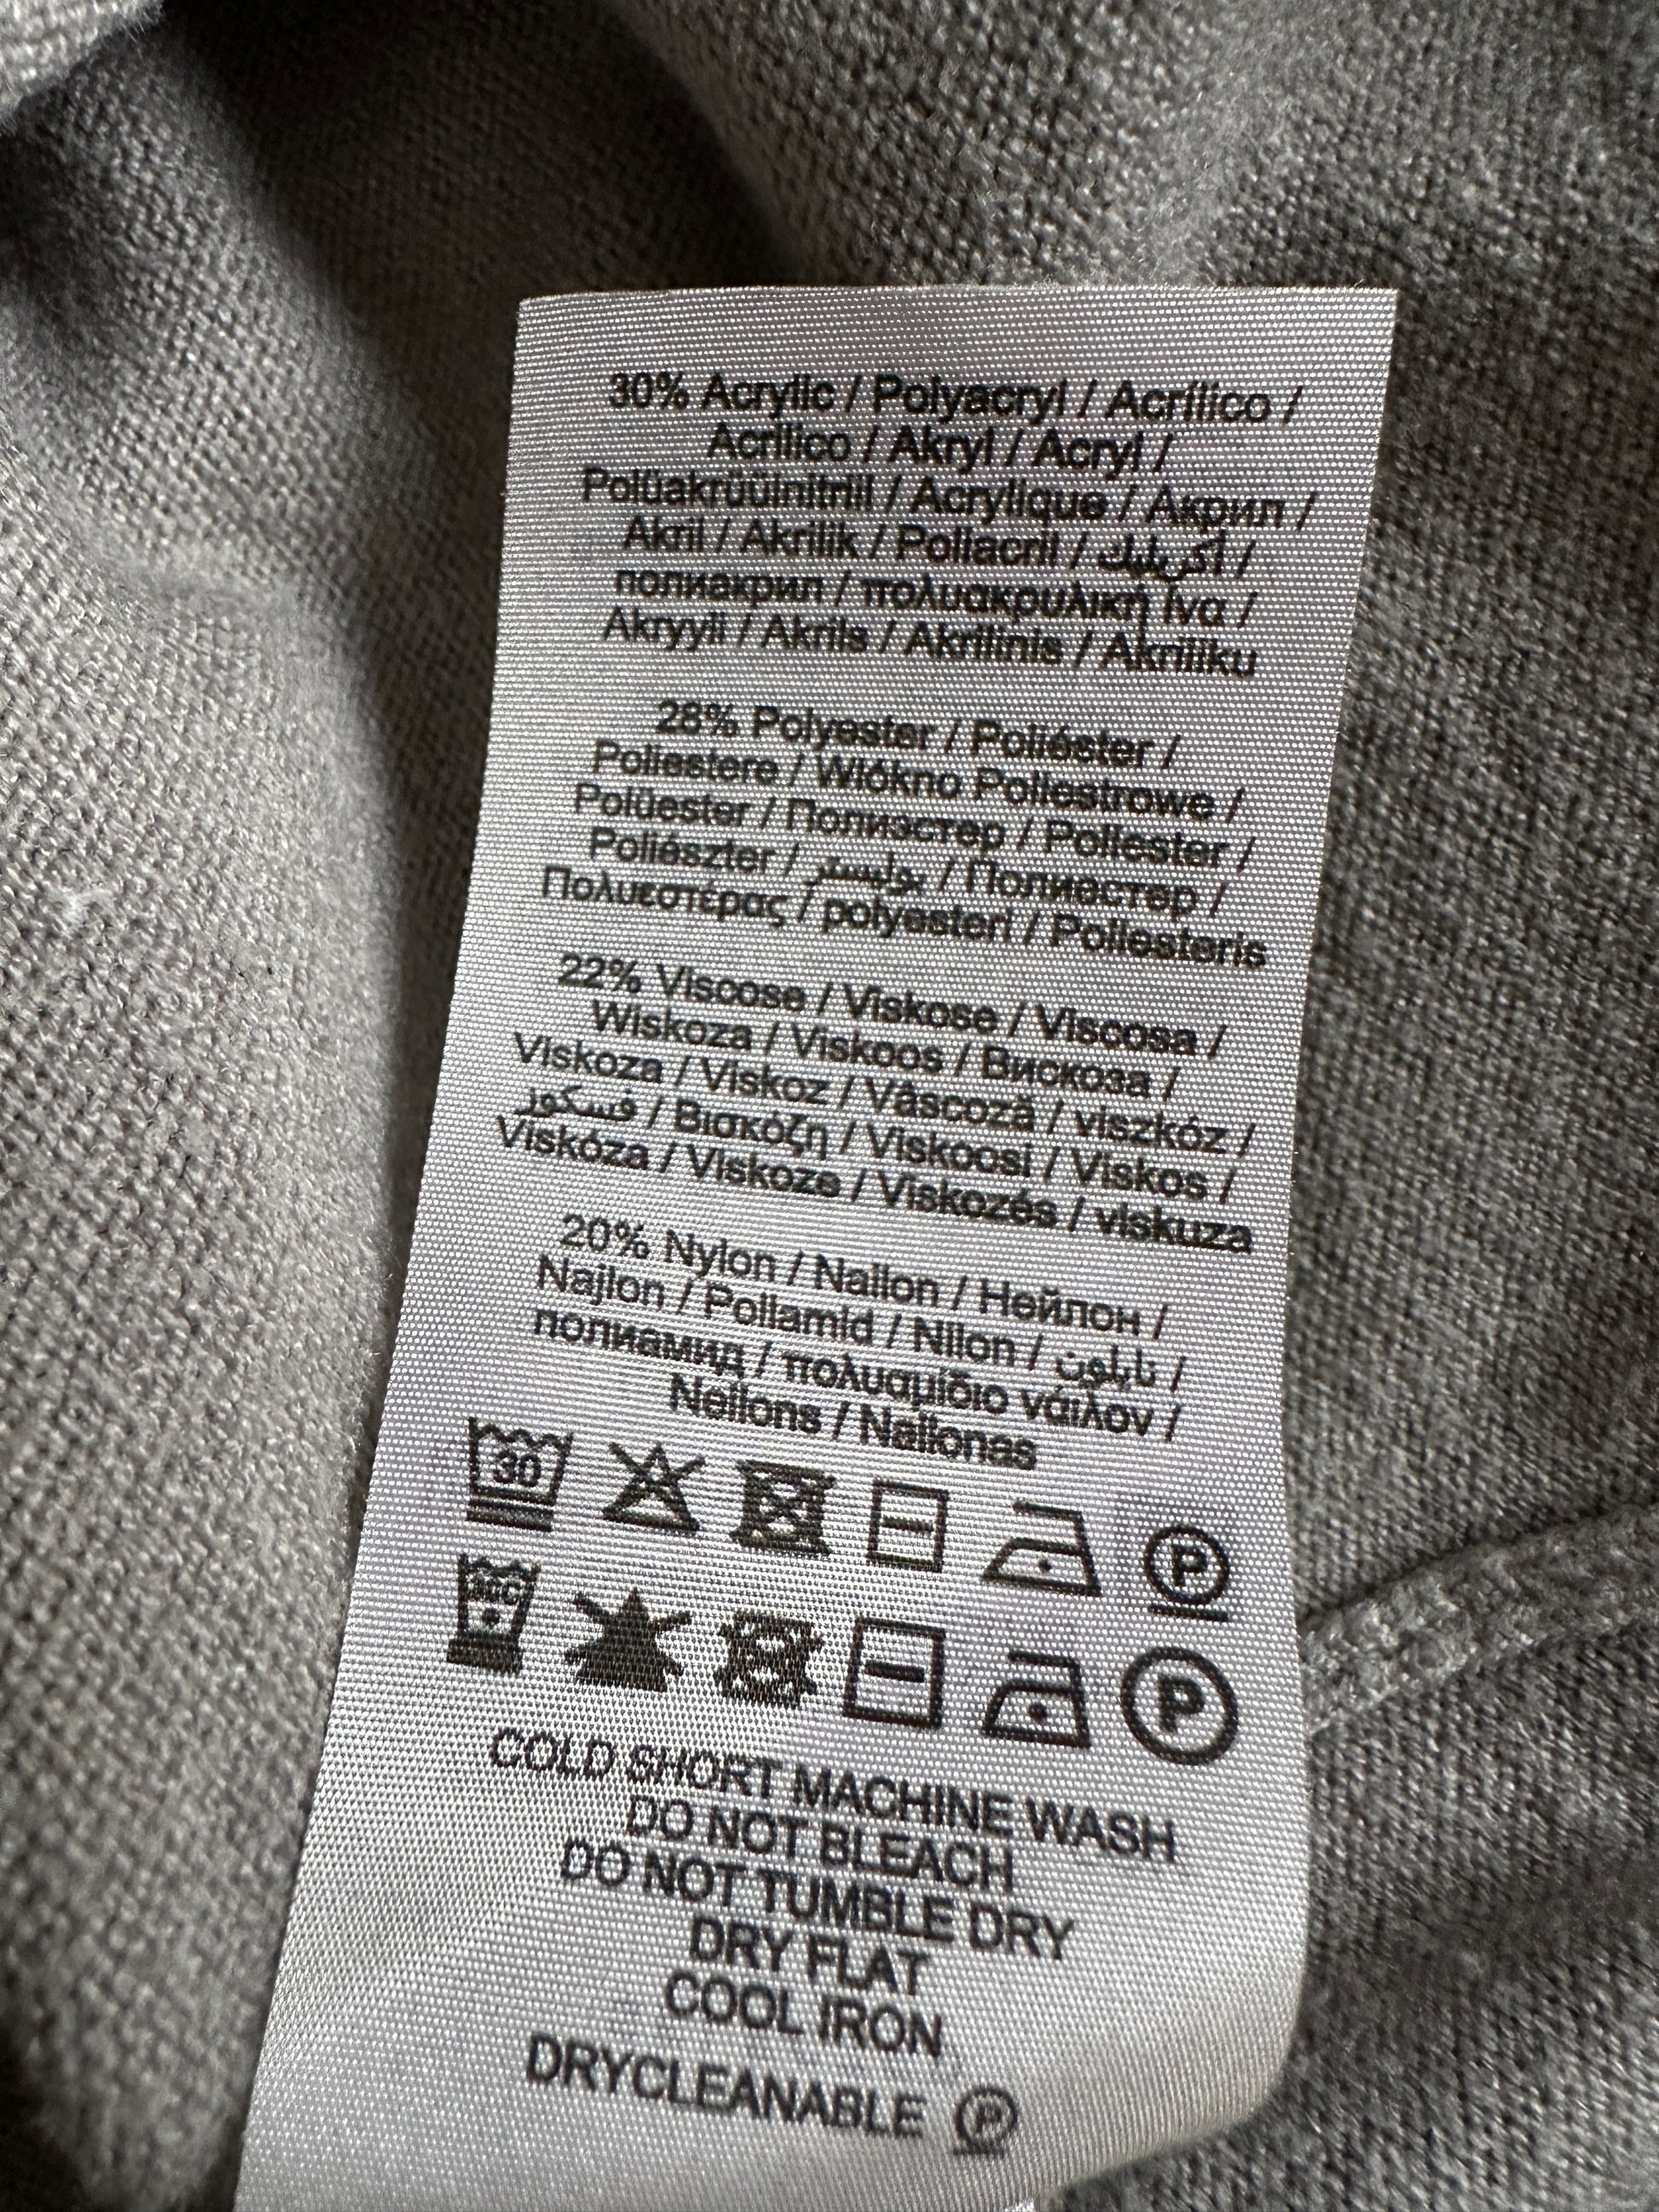 30% Acrylic / Polyacryl / Acrílico /
Acrilico / Akryl / Acryl /
Polüakrüülnitriil / Acrylique / Акрил /
Akril / Akrilik / Poliacril / أكريليك /
полиакрил / πολυακρυλική ίνα /
Akryyli / Akrils / Akrilinis / Akriliku
28% Polyester / Poliéster /
Poliestere / Włókno Poliestrowe /
Polüester / Полиэстер / Poliester /
Poliészter / بوليستر / Полиестер /
Πολυεστέρας / polyesteri / Poliesteris
22% Viscose / Viskose / Viscosa /
Wiskoza / Viskoos / Вискоза /
Viskoza / Viskoz / Vâscoză / viszkóz /
فسكوز / Βισκόζη / Viskoosi / Viskos /
Viskóza / Viskoze / Viskozés / viskuza
20% Nylon / Nailon / Нейлон /
Najlon / Poliamid / Nilon / نايلون /
полиамид / πολυαμίδιο νάιλον /
Neilons / Nailonas
30 P
P
COLD SHORT MACHINE WASH
DO NOT BLEACH
DO NOT TUMBLE DRY
DRY FLAT
COOL IRON
DRYCLEANABLE P